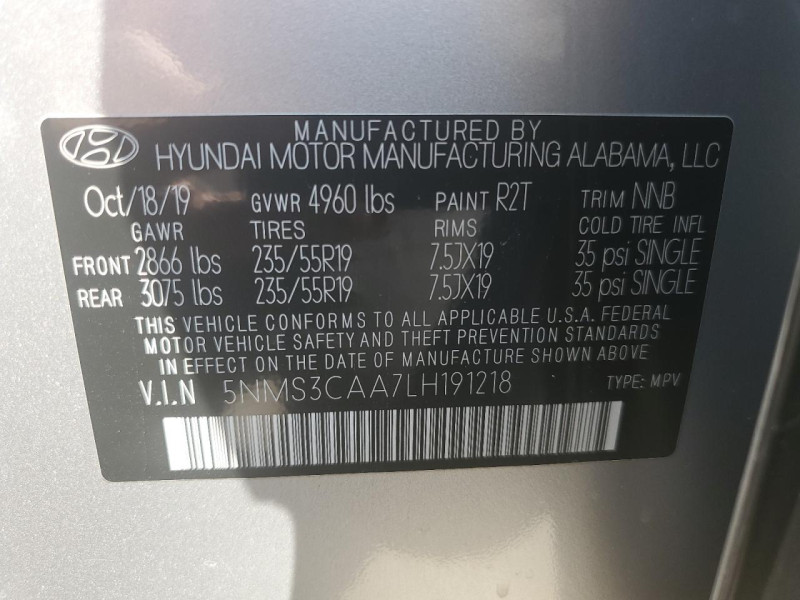 MANUFACTURED BY
HYUNDAI MOTOR MANUFACTURING ALABAMA, LLC
Oct/18/19 GVWR 4960 lbs PAINT R2T TRIM NNB
GAWR TIRES RIMS COLD TIRE INFL
FRONT 2866 lbs 235/55R19 7.5JX19 35 psi SINGLE
REAR 3075 lbs 235/55R19 7.5JX19 35 psi SINGLE
THIS VEHICLE CONFORMS TO ALL APPLICABLE U.S.A. FEDERAL
MOTOR VEHICLE SAFETY AND THEFT PREVENTION STANDARDS
IN EFFECT ON THE DATE OF MANUFACTURE SHOWN ABOVE
V.I.N 5NMS3CAA7LH191218 TYPE: MPV